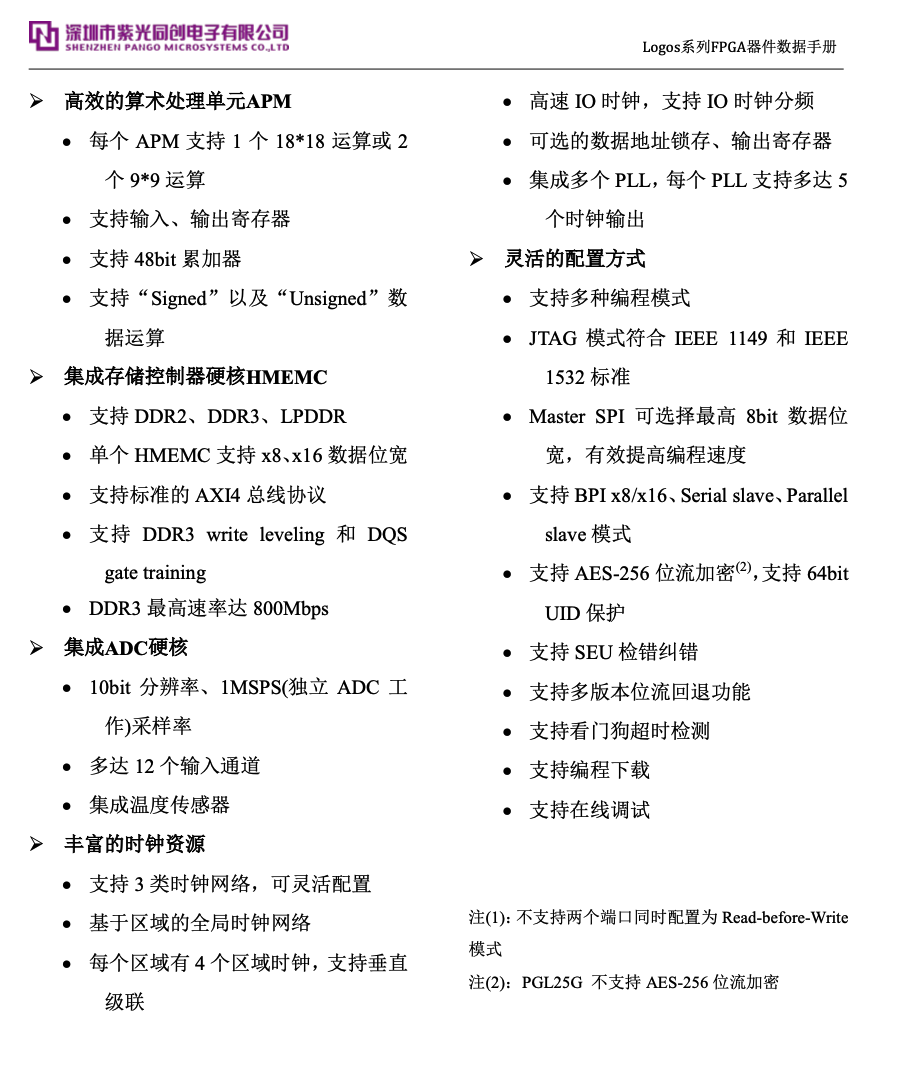 深圳市紫光同创电子有限公司
SHENZHEN PANGO MICROSYSTEMS CO.,LTD
Logos系列FPGA器件数据手册
➢ 高效的算术处理单元APM
• 每个 APM 支持 1 个 18*18 运算或 2
个 9*9 运算
• 支持输入、输出寄存器
• 支持 48bit 累加器
• 支持“Signed”以及“Unsigned”数
据运算
➢ 集成存储控制器硬核HMEMC
• 支持 DDR2、DDR3、LPDDR
• 单个 HMEMC 支持 x8、x16 数据位宽
• 支持标准的 AXI4 总线协议
• 支持 DDR3 write leveling 和 DQS
gate training
• DDR3 最高速率达 800Mbps
➢ 集成ADC硬核
• 10bit 分辨率、1MSPS(独立 ADC 工
作)采样率
• 多达 12 个输入通道
• 集成温度传感器
➢ 丰富的时钟资源
• 支持 3 类时钟网络，可灵活配置
• 基于区域的全局时钟网络
• 每个区域有 4 个区域时钟，支持垂直
级联
• 高速 IO 时钟，支持 IO 时钟分频
• 可选的数据地址锁存、输出寄存器
• 集成多个 PLL，每个 PLL 支持多达 5
个时钟输出
➢ 灵活的配置方式
• 支持多种编程模式
• JTAG 模式符合 IEEE 1149 和 IEEE
1532 标准
• Master SPI 可选择最高 8bit 数据位
宽，有效提高编程速度
• 支持 BPI x8/x16、Serial slave、Parallel
slave 模式
• 支持 AES-256 位流加密(2)，支持 64bit
UID 保护
• 支持 SEU 检错纠错
• 支持多版本位流回退功能
• 支持看门狗超时检测
• 支持编程下载
• 支持在线调试
注(1)：不支持两个端口同时配置为 Read-before-Write
模式
注(2)：PGL25G 不支持 AES-256 位流加密